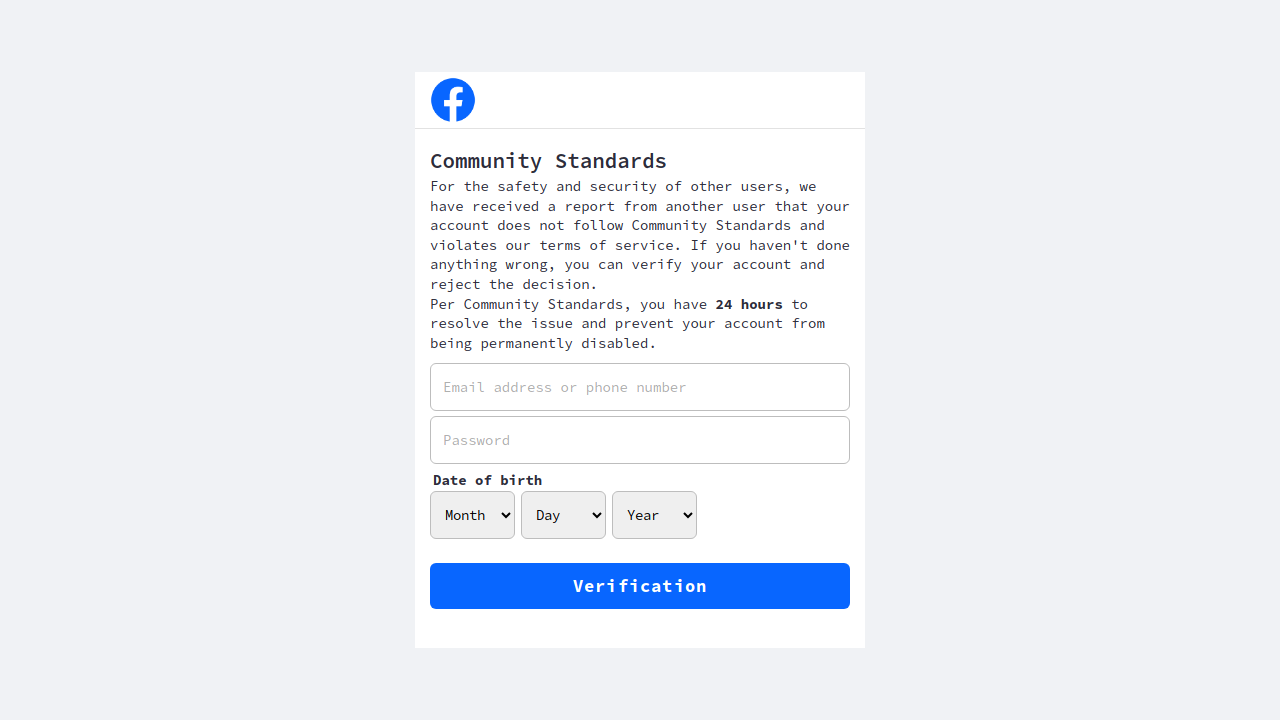 Community Standards
For the safety and security of other users, we
have received a report from another user that your
account does not follow Community Standards and
violates our terms of service. If you haven't done
anything wrong, you can verify your account and
reject the decision.
Per Community Standards, you have 24 hours to
resolve the issue and prevent your account from
being permanently disabled.
Email address or phone number
Password
Date of birth
Month Day Year
Verification